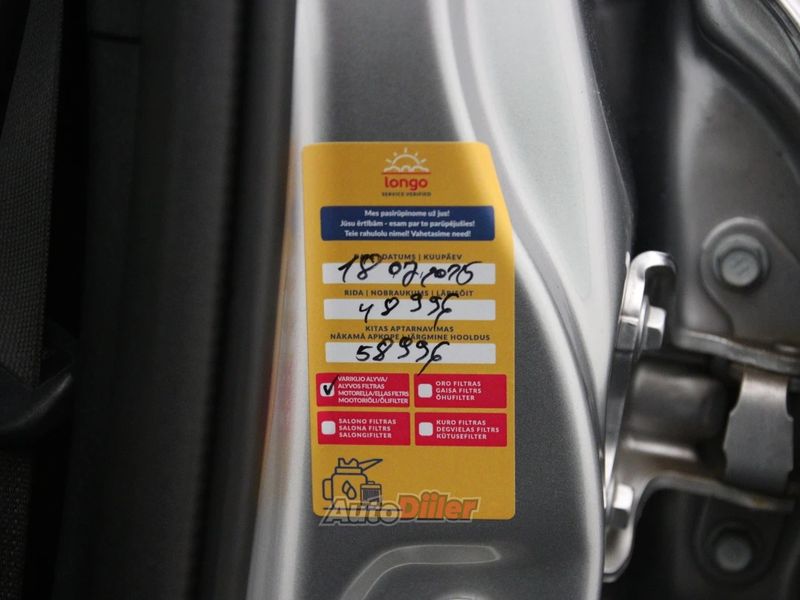 longo
SERVICE VERIFIED
Mes pasirūpinome už jus!
Jūsu ērtībām - esam par to parūpējušies!
Teie rahulolu nimel! Vahetasime need!
DATUMS | KUUPÄEV
18 07.2025
RIDA | NOBRAUKUMS | LÄBISÕIT
48996
KITAS APTARNAVIMAS
NĀKAMĀ APKOPE | JÄRGMINE HOOLDUS
58996
VARIKLIO ALYVA/
ALYVOS FILTRAS
MOTORELLA/ELLAS FILTRS
MOOTORIÕLI/ÕLIFILTER
ORO FILTRAS
GAISA FILTRS
ÕHUFILTER
SALONO FILTRAS
SALONA FILTRS
SALONGIFILTER
KURO FILTRAS
DEGVIELAS FILTRS
KÜTUSEFILTER
AutoDiiler